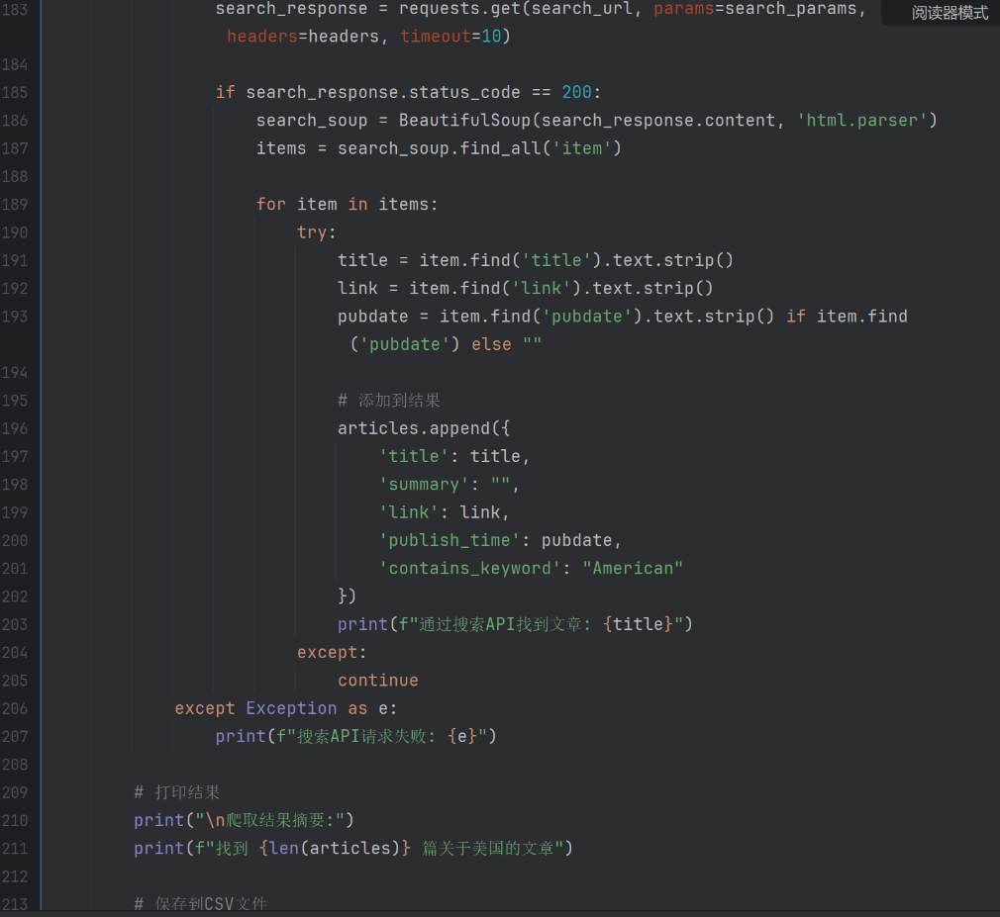 183 search_response = requests.get(search_url, params=search_params, 阅读器模式
headers=headers, timeout=10)
184
185 if search_response.status_code == 200:
186 search_soup = BeautifulSoup(search_response.content, 'html.parser')
187 items = search_soup.find_all('item')
188
189 for item in items:
190 try:
191 title = item.find('title').text.strip()
192 link = item.find('link').text.strip()
193 pubdate = item.find('pubdate').text.strip() if item.find
('pubdate') else ""
194
195 # 添加到结果
196 articles.append({
197 'title': title,
198 'summary': "",
199 'link': link,
200 'publish_time': pubdate,
201 'contains_keyword': "American"
202 })
203 print(f"通过搜索API找到文章: {title}")
204 except:
205 continue
206 except Exception as e:
207 print(f"搜索API请求失败: {e}")
208
209 # 打印结果
210 print("\n爬取结果摘要:")
211 print(f"找到 {len(articles)} 篇关于美国的文章")
212
213 # 保存到CSV文件